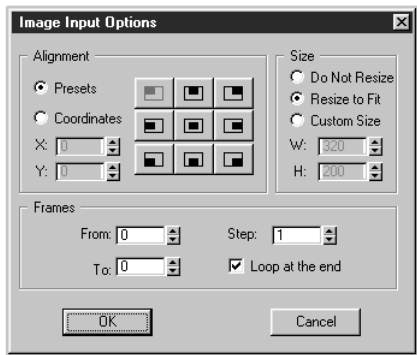 Image Input Options
Alignment
Presets
Coordinates
X: 0
Y: 0
Size
Do Not Resize
Resize to Fit
Custom Size
W: 320
H: 200
Frames
From: 0
Step: 1
To: 0
Loop at the end
OK
Cancel